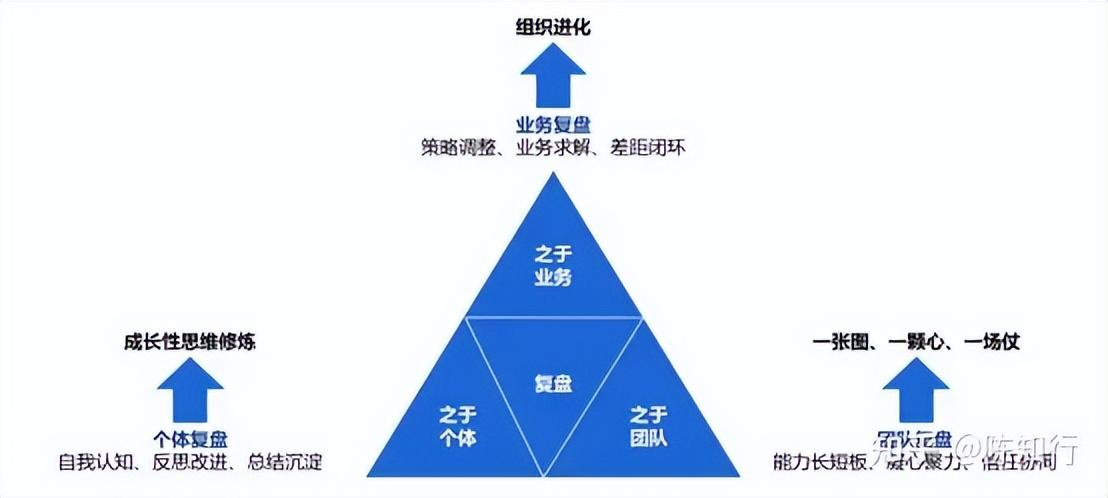 组织进化
业务复盘
策略调整、业务求解、差距闭环
之于
业务
成长性思维修炼
一张图、一颗心、一场仗
复盘
之于
个体
之于
团队
个体复盘
自我认知、反思改进、总结沉淀
团队复盘
能力长短板、凝心聚力、信任协同
知乎 @陈知行